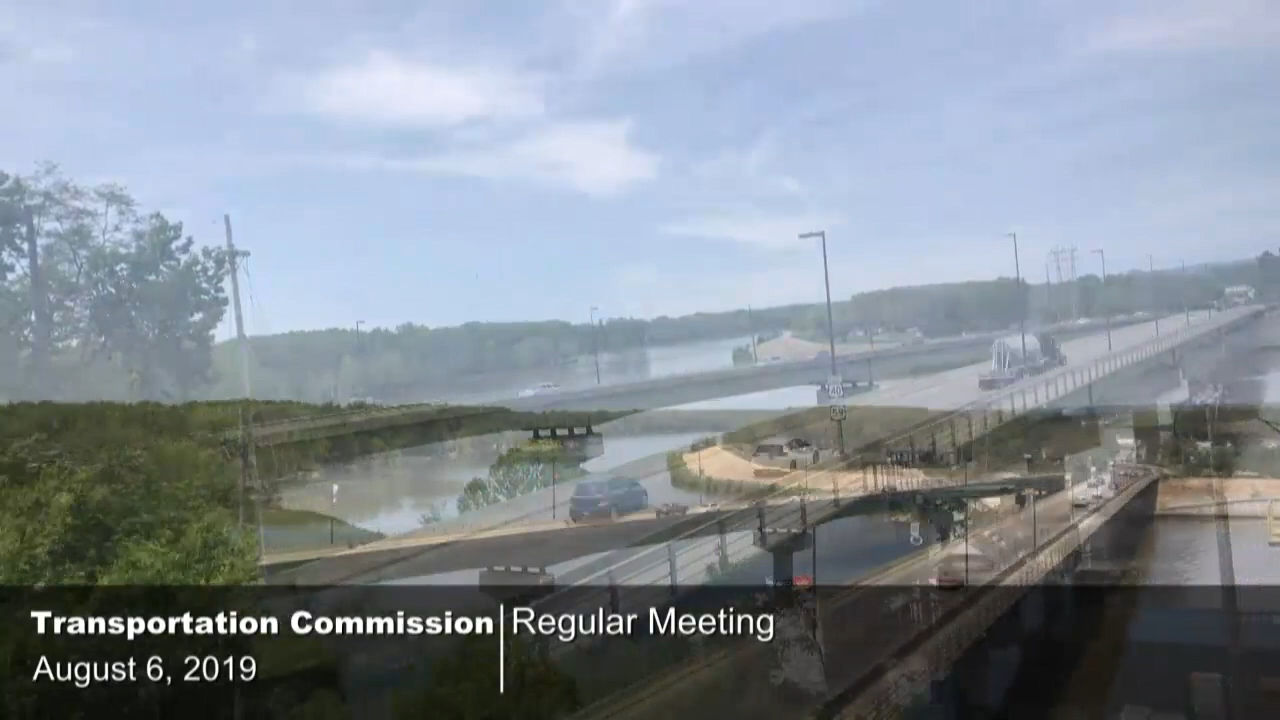 Transportation Commission Regular Meeting
August 6, 2019